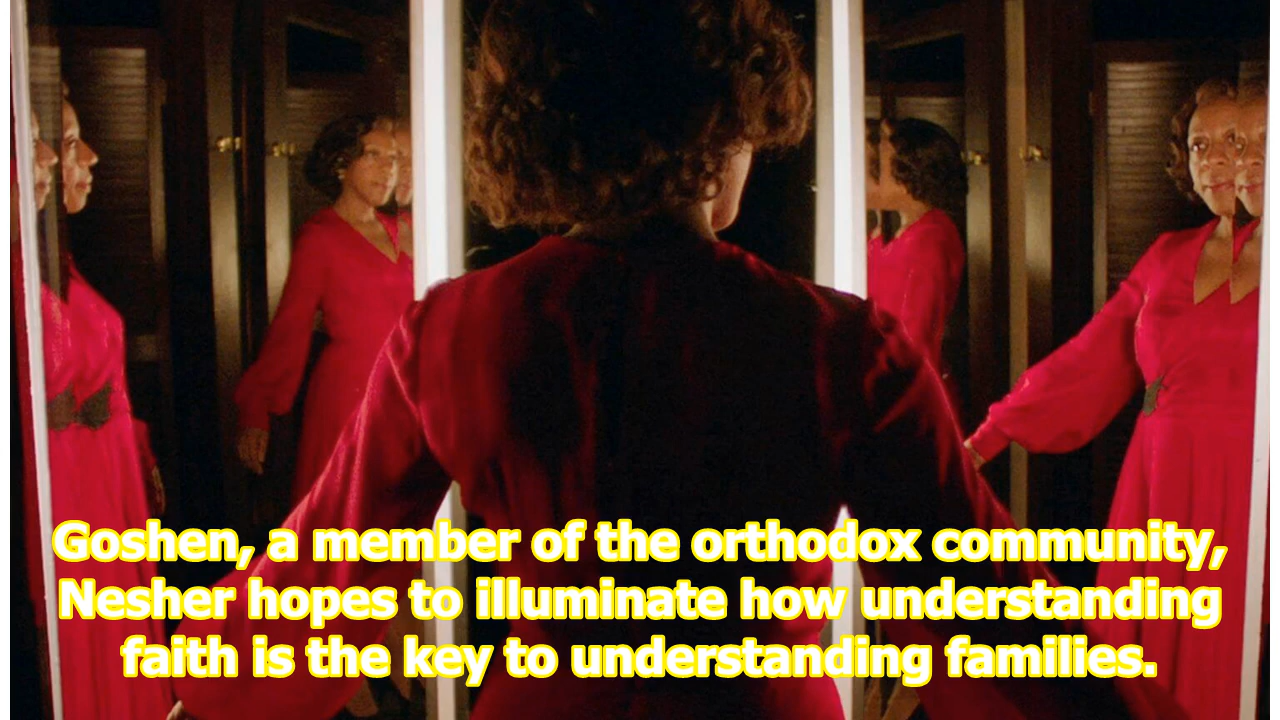 Goshen, a member of the orthodox community,
Nesher hopes to illuminate how understanding
faith is the key to understanding families.